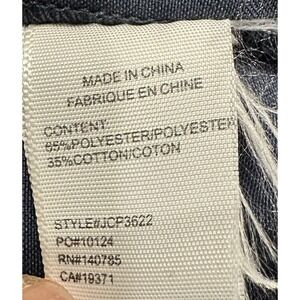 MADE IN CHINA
FABRIQUE EN CHINE
CONTENT:
65%POLYESTER/POLYESTER
35%COTTON/COTON
STYLE#JCP3622
PO#10124
RN#140785
CA#19371